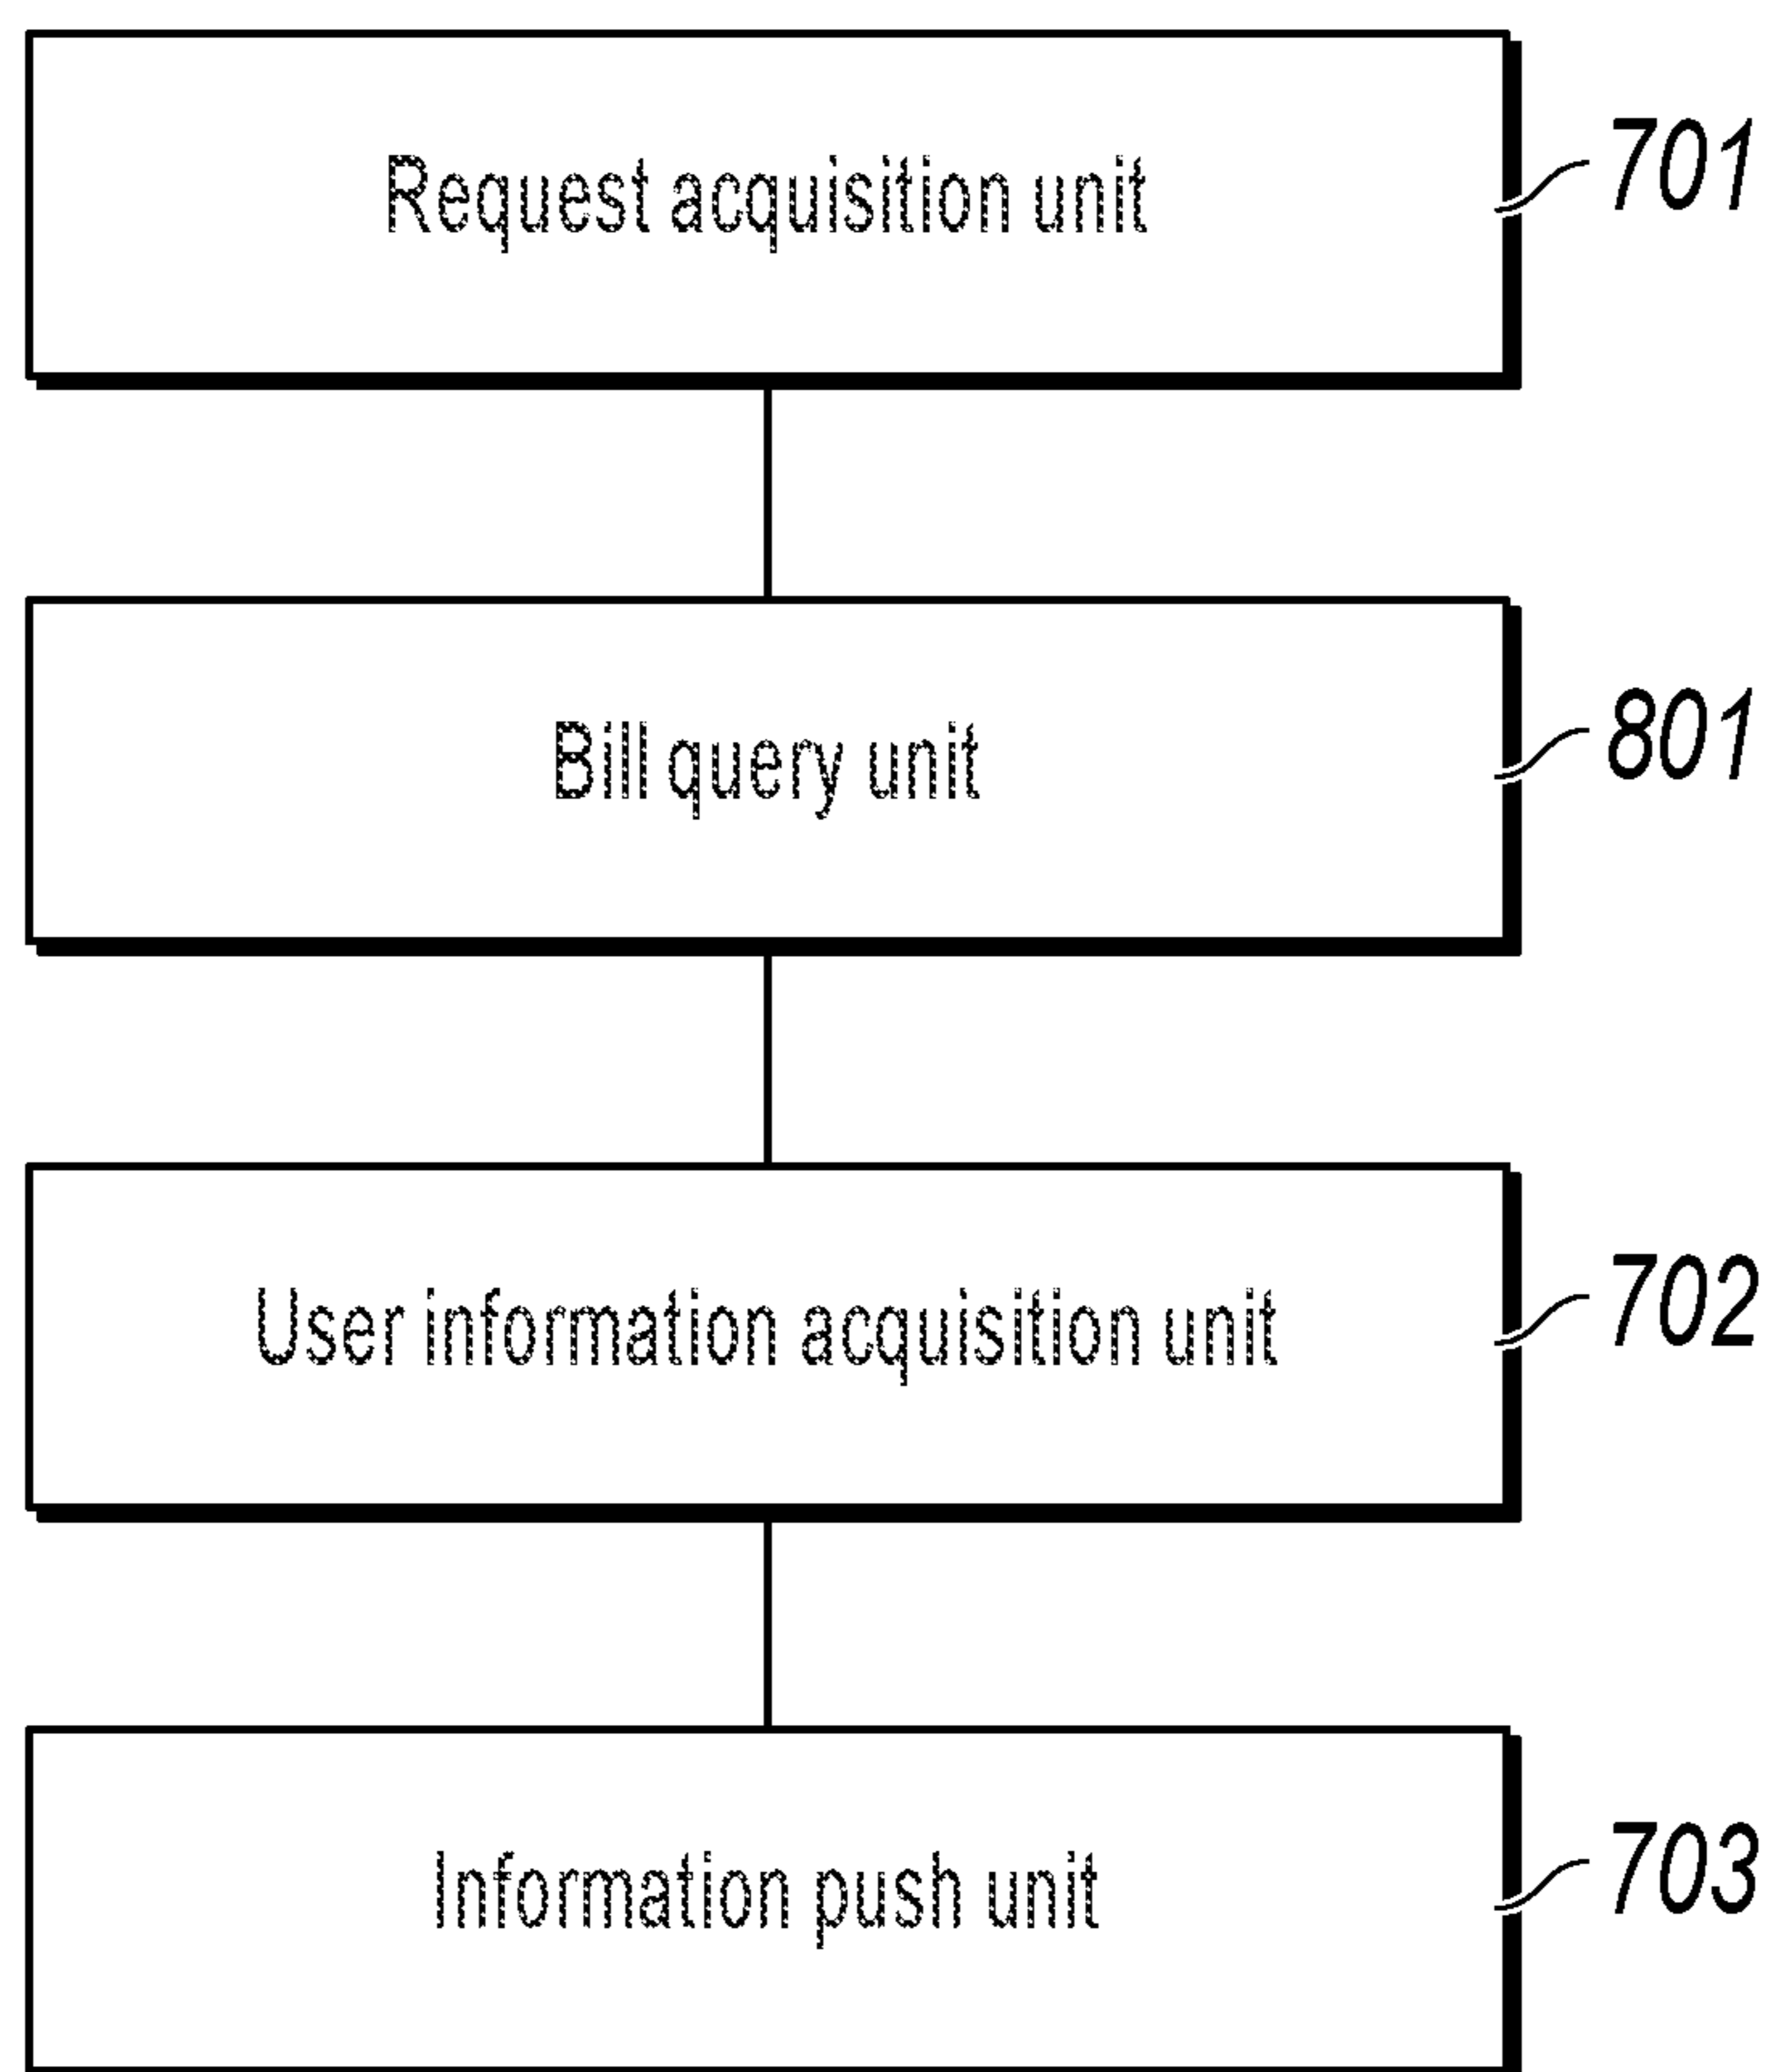 Request acquisition unit
701
Bill query unit
801
User information acquisition unit
702
Information push unit
703